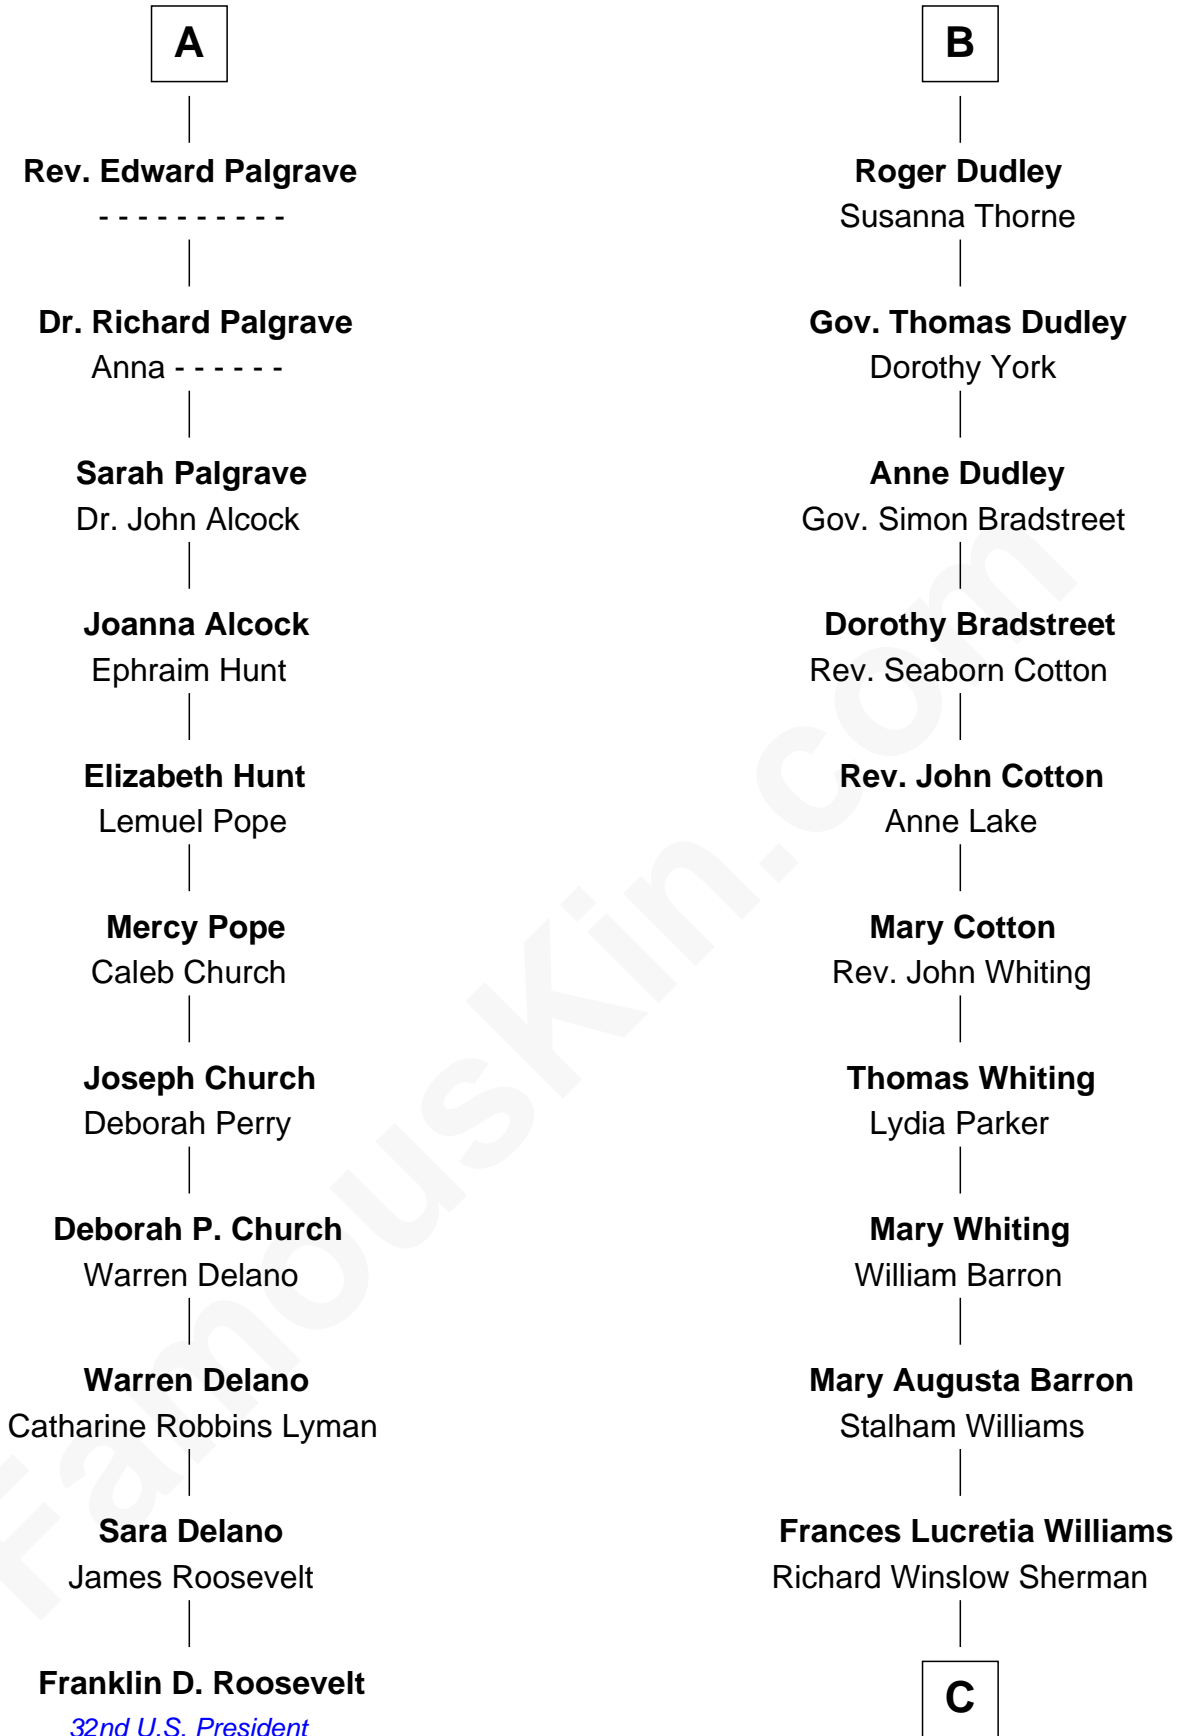 A
Rev. Edward Palgrave
- - - - - - - - - -
Dr. Richard Palgrave
Anna - - - - - -
Sarah Palgrave
Dr. John Alcock
Joanna Alcock
Ephraim Hunt
Elizabeth Hunt
Lemuel Pope
Mercy Pope
Caleb Church
Joseph Church
Deborah Perry
Deborah P. Church
Warren Delano
Warren Delano
Catharine Robbins Lyman
Sara Delano
James Roosevelt
Franklin D. Roosevelt
32nd U.S. President
B
Roger Dudley
Susanna Thorne
Gov. Thomas Dudley
Dorothy York
Anne Dudley
Gov. Simon Bradstreet
Dorothy Bradstreet
Rev. Seaborn Cotton
Rev. John Cotton
Anne Lake
Mary Cotton
Rev. John Whiting
Thomas Whiting
Lydia Parker
Mary Whiting
William Barron
Mary Augusta Barron
Stalham Williams
Frances Lucretia Williams
Richard Winslow Sherman
C
FamousKin.com